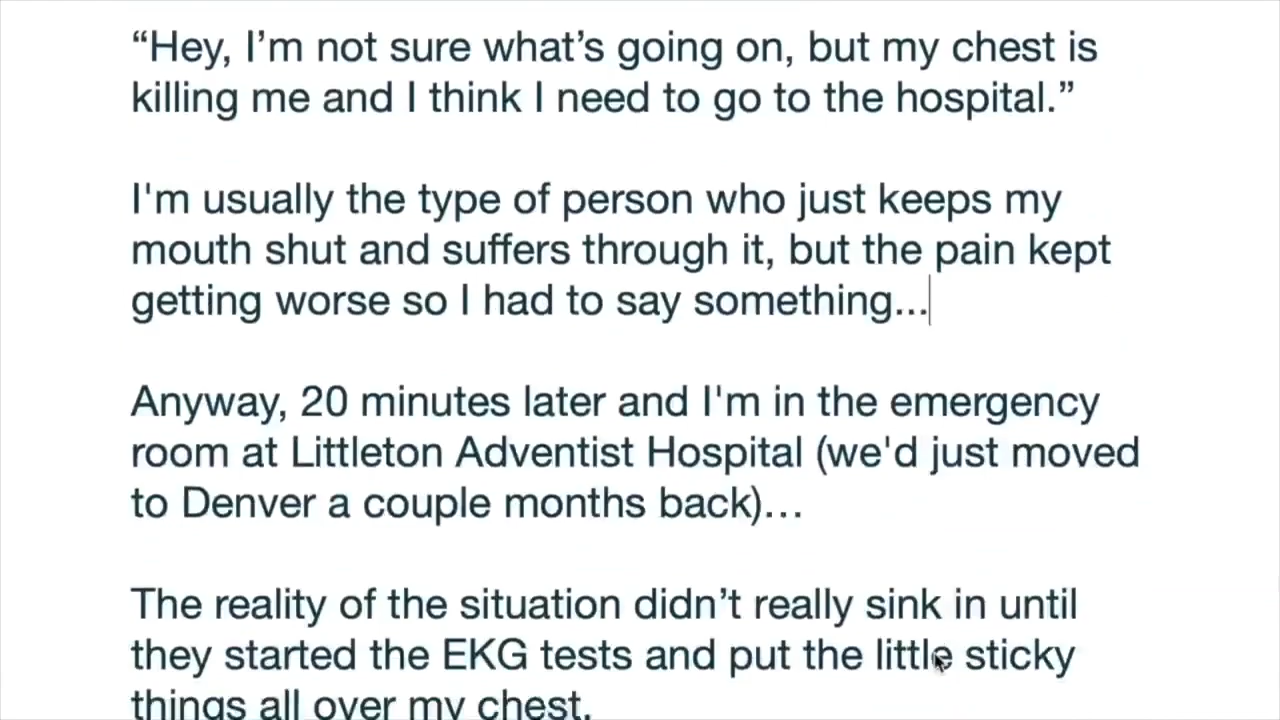 “Hey, I’m not sure what’s going on, but my chest is
killing me and I think I need to go to the hospital.”
I'm usually the type of person who just keeps my
mouth shut and suffers through it, but the pain kept
getting worse so I had to say something...
Anyway, 20 minutes later and I'm in the emergency
room at Littleton Adventist Hospital (we'd just moved
to Denver a couple months back)…
The reality of the situation didn’t really sink in until
they started the EKG tests and put the little sticky
things all over my chest.